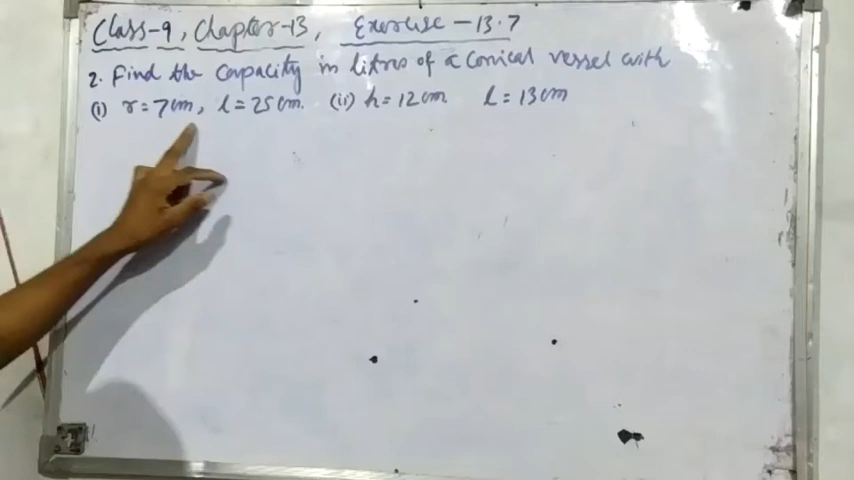 Class-9, Chapter-13, Exercise-13.7
2. Find the capacity in litres of a conical vessel with
(i) r=7cm, l=25cm. (ii) h=12cm l=13cm